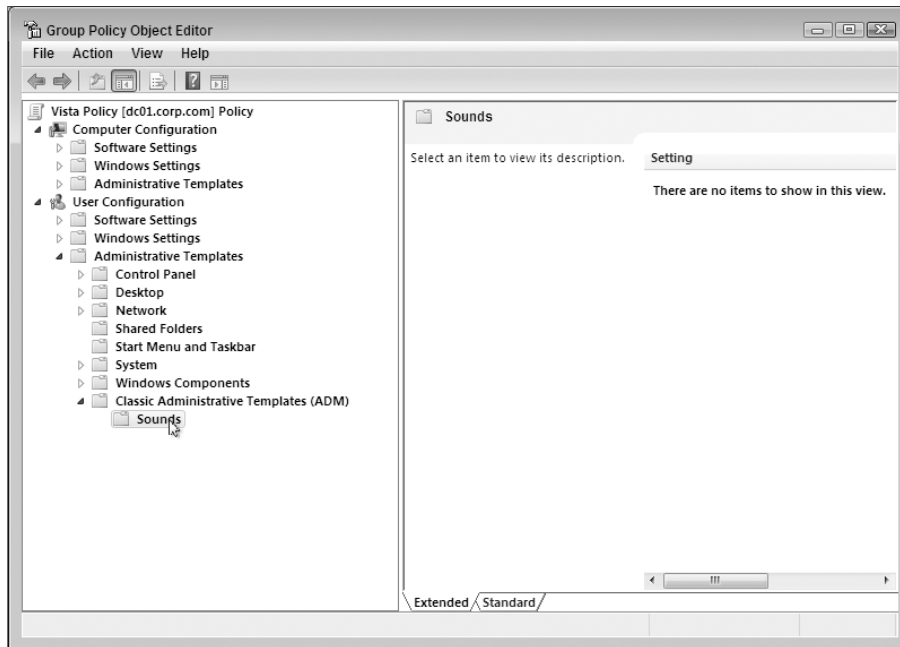 Group Policy Object Editor
File Action View Help
Vista Policy [dc01.corp.com] Policy
Computer Configuration
Software Settings
Windows Settings
Administrative Templates
User Configuration
Software Settings
Windows Settings
Administrative Templates
Control Panel
Desktop
Network
Shared Folders
Start Menu and Taskbar
System
Windows Components
Classic Administrative Templates (ADM)
Sounds
Sounds
Select an item to view its description.
Setting
There are no items to show in this view.
Extended Standard